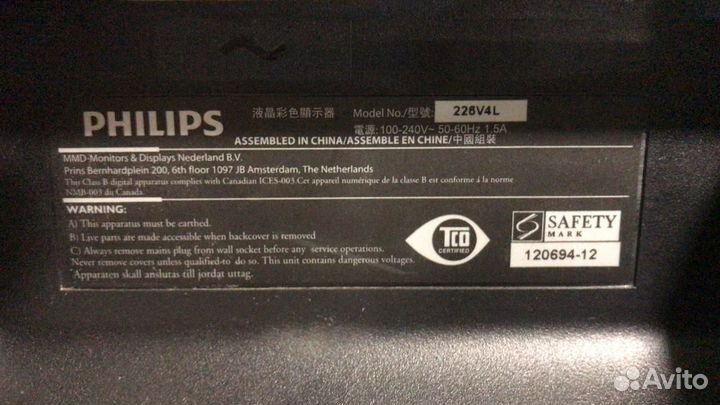 PHILIPS
液晶彩色顯示器 Model No./型號: 226V4L
電源: 100-240V~ 50-60Hz 1.5A
ASSEMBLED IN CHINA/ASSEMBLE EN CHINE/中國組裝
MMD-Monitors & Displays Nederland B.V.
Prins Bernhardplein 200, 6th floor 1097 JB Amsterdam, The Netherlands
This Class B digital apparatus complies with Canadian ICES-003.Cet appareil numérique de la classe B est conforme á la norme
NMB-003 du Canada.
WARNING:
A) This apparatus must be earthed.
B) Live parts are made accessible when backcover is removed
C) Always remove mains plug from wall socket before any service operations.
Never remove covers unless qualified-to do so. This unit contains dangerous voltages.
"Apparaten skall anslutas till jordat uttag.
TCO
CERTIFIED
SAFETY
MARK
120694-12
Avito